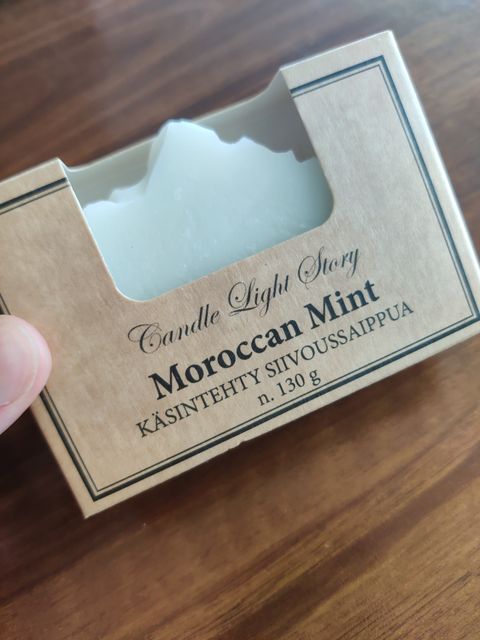 Candle Light Story
Moroccan Mint
KÄSINTEHTY SIIVOUSSAIPPUA
n. 130 g